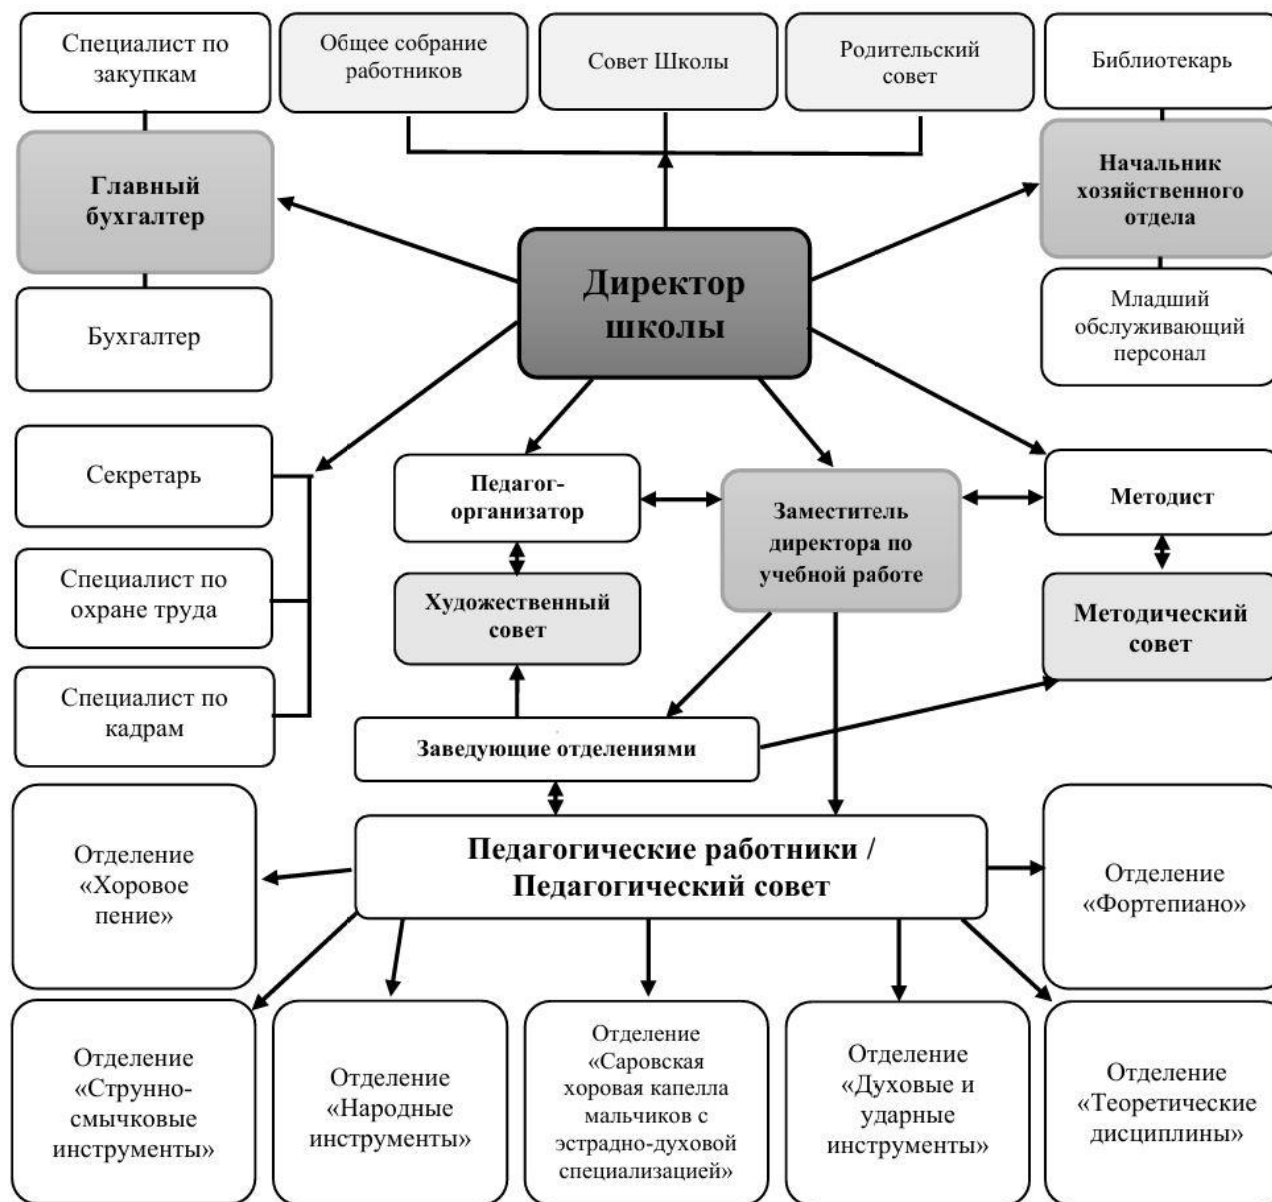 Специалист по
закупкам
Общее собрание
работников
Совет Школы
Родительский
совет
Библиотекарь
Главный
бухгалтер
Начальник
хозяйственного
отдела
Директор
школы
Бухгалтер
Младший
обслуживающий
персонал
Секретарь
Педагог-
организатор
Заместитель
директора по
учебной работе
Методист
Специалист по
охране труда
Художественный
совет
Методический
совет
Специалист по
кадрам
Заведующие отделениями
Педагогические работники /
Педагогический совет
Отделение
«Хоровое
пение»
Отделение
«Фортепиано»
Отделение
«Струнно-
смычковые
инструменты»
Отделение
«Народные
инструменты»
Отделение
«Саровская
хоровая капелла
мальчиков с
эстрадно-духовой
специализацией»
Отделение
«Духовые и
ударные
инструменты»
Отделение
«Теоретические
дисциплины»